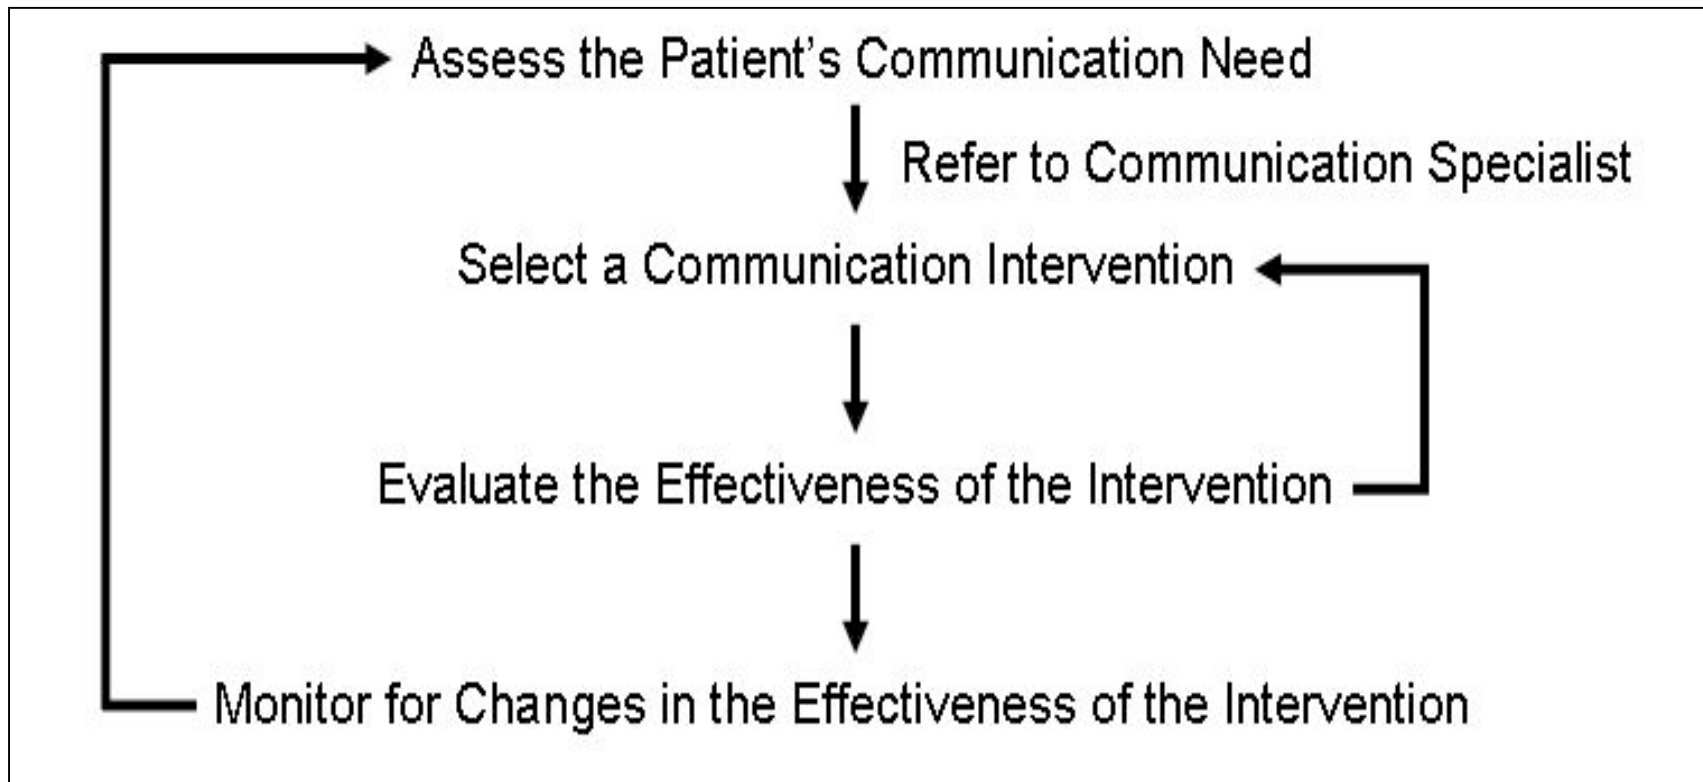 Assess the Patient's Communication Need
Refer to Communication Specialist
Select a Communication Intervention
Evaluate the Effectiveness of the Intervention
Monitor for Changes in the Effectiveness of the Intervention